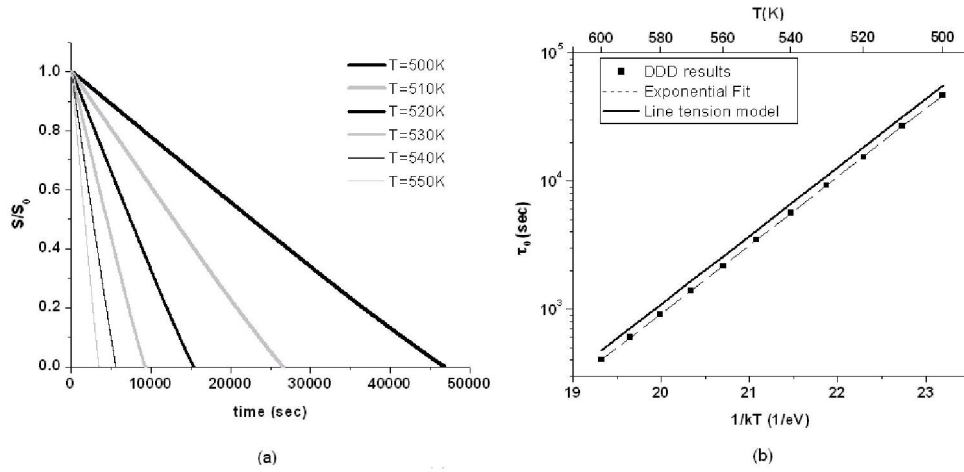 T=500K
T=510K
T=520K
T=530K
T=540K
T=550K
1.0
0.8
0.6
0.4
0.2
0.0
S/S0
0
10000
20000
30000
40000
50000
time (sec)
(a)
T(K)
600
580
560
540
520
500
DDD results
Exponential Fit
Line tension model
10^5
10^4
10^3
τ0 (sec)
19
20
21
22
23
1/kT (1/eV)
(b)